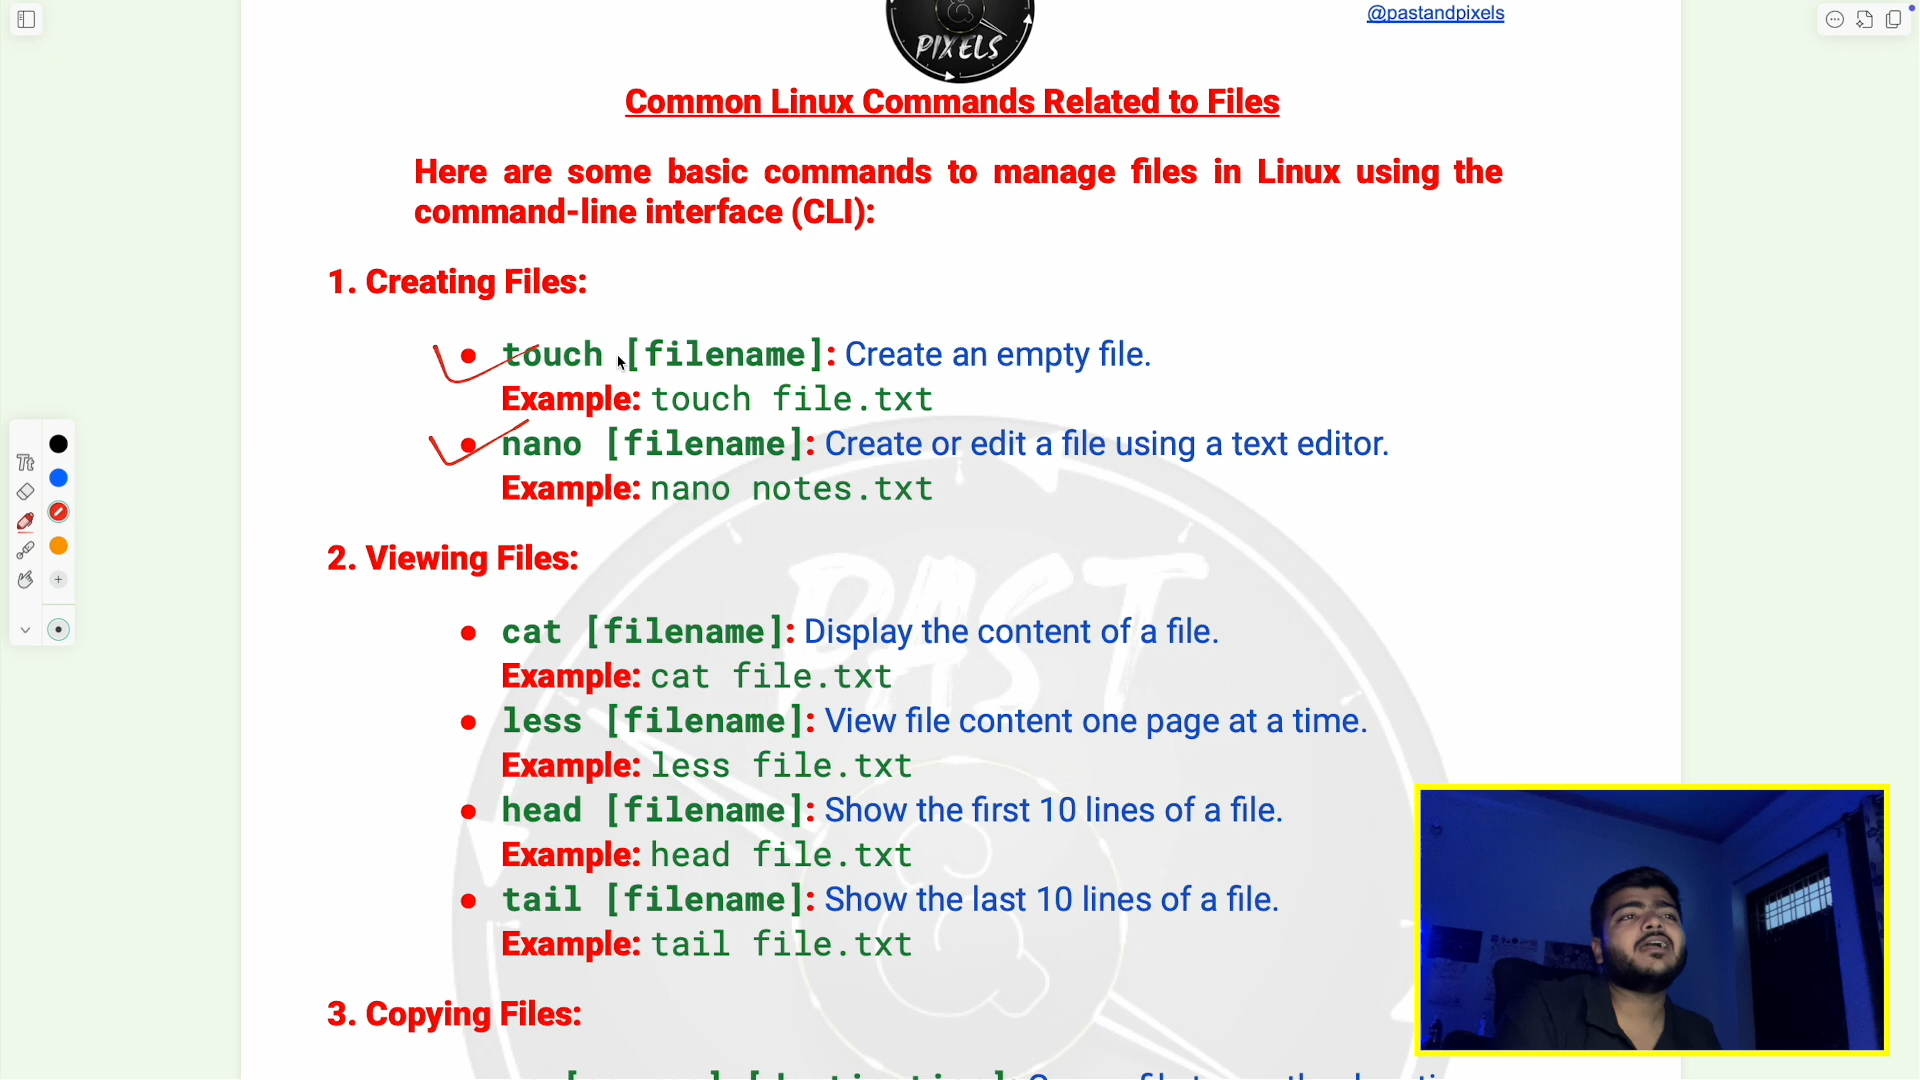 @pastandpixels
PIXELS
Common Linux Commands Related to Files
Here are some basic commands to manage files in Linux using the
command-line interface (CLI):
1. Creating Files:
● touch [filename]: Create an empty file.
Example: touch file.txt
● nano [filename]: Create or edit a file using a text editor.
Example: nano notes.txt
2. Viewing Files:
PAST
● cat [filename]: Display the content of a file.
Example: cat file.txt
● less [filename]: View file content one page at a time.
Example: less file.txt
● head [filename]: Show the first 10 lines of a file.
Example: head file.txt
&
● tail [filename]: Show the last 10 lines of a file.
Example: tail file.txt
3. Copying Files: